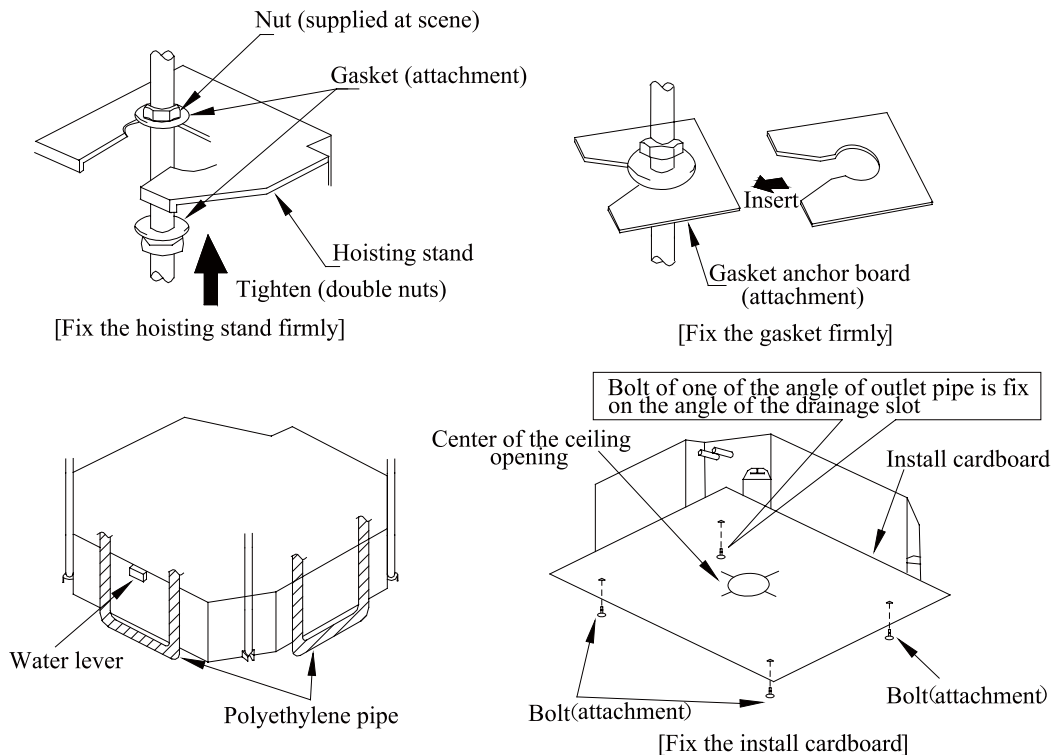 Nut (supplied at scene)
Gasket (attachment)
Hoisting stand
Tighten (double nuts)
[Fix the hoisting stand firmly]
Insert
Gasket anchor board
(attachment)
[Fix the gasket firmly]
Water lever
Polyethylene pipe
Bolt of one of the angle of outlet pipe is fix
on the angle of the drainage slot
Center of the ceiling
opening
Install cardboard
Bolt(attachment)
Bolt(attachment)
[Fix the install cardboard]